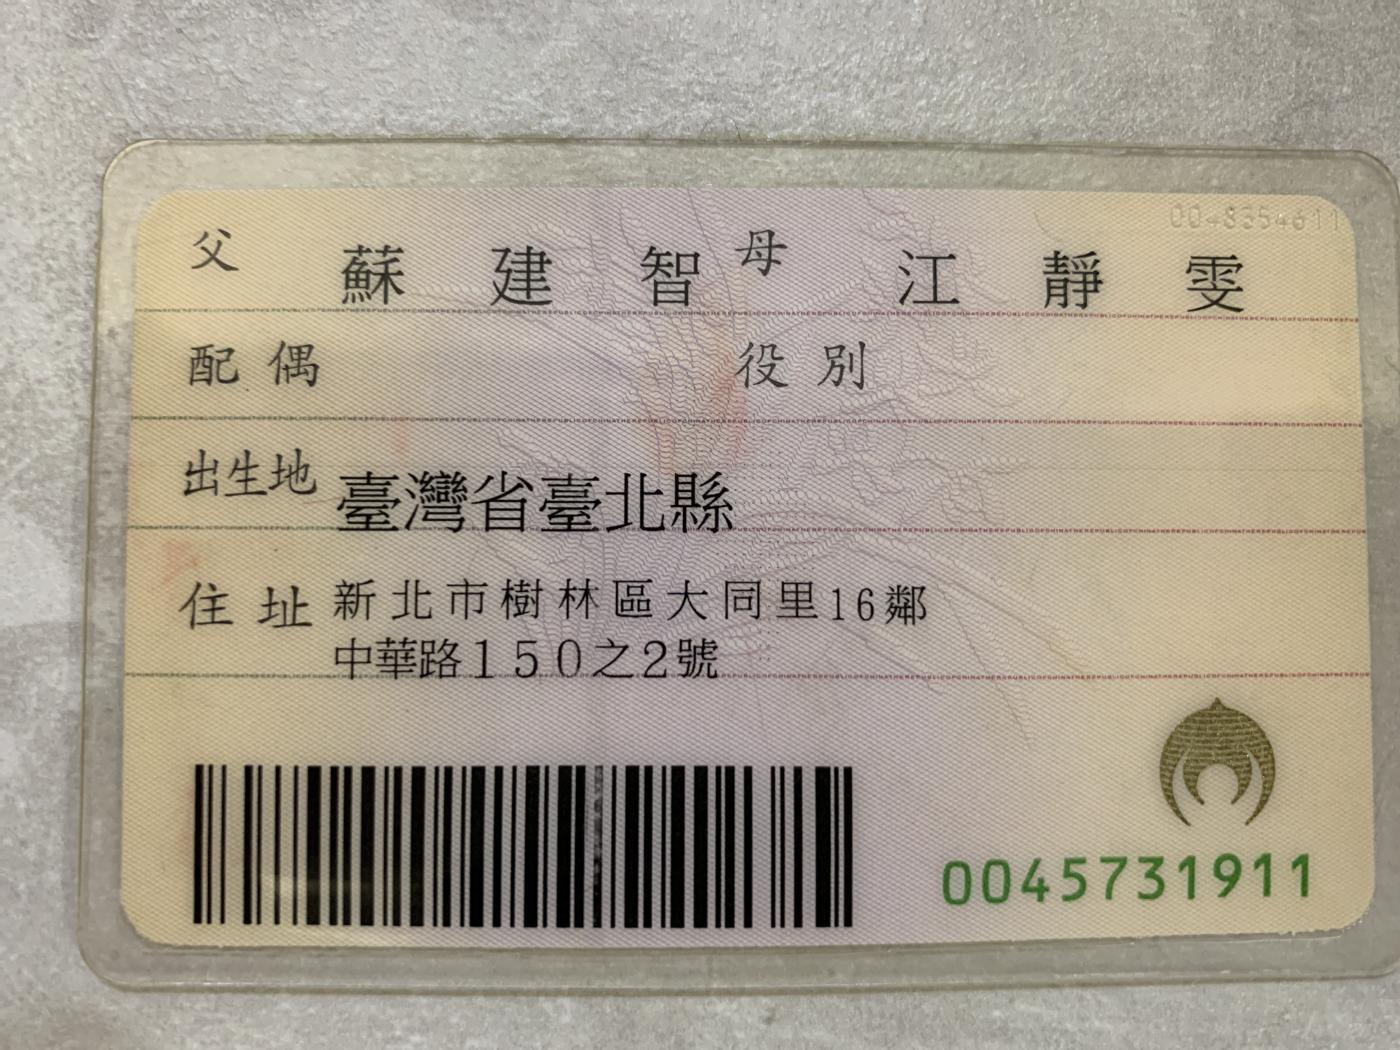 0048354611
父 蘇建智 母 江靜雯
配偶 役別
出生地 臺灣省臺北縣
住址 新北市樹林區大同里16鄰
中華路150之2號
0045731911